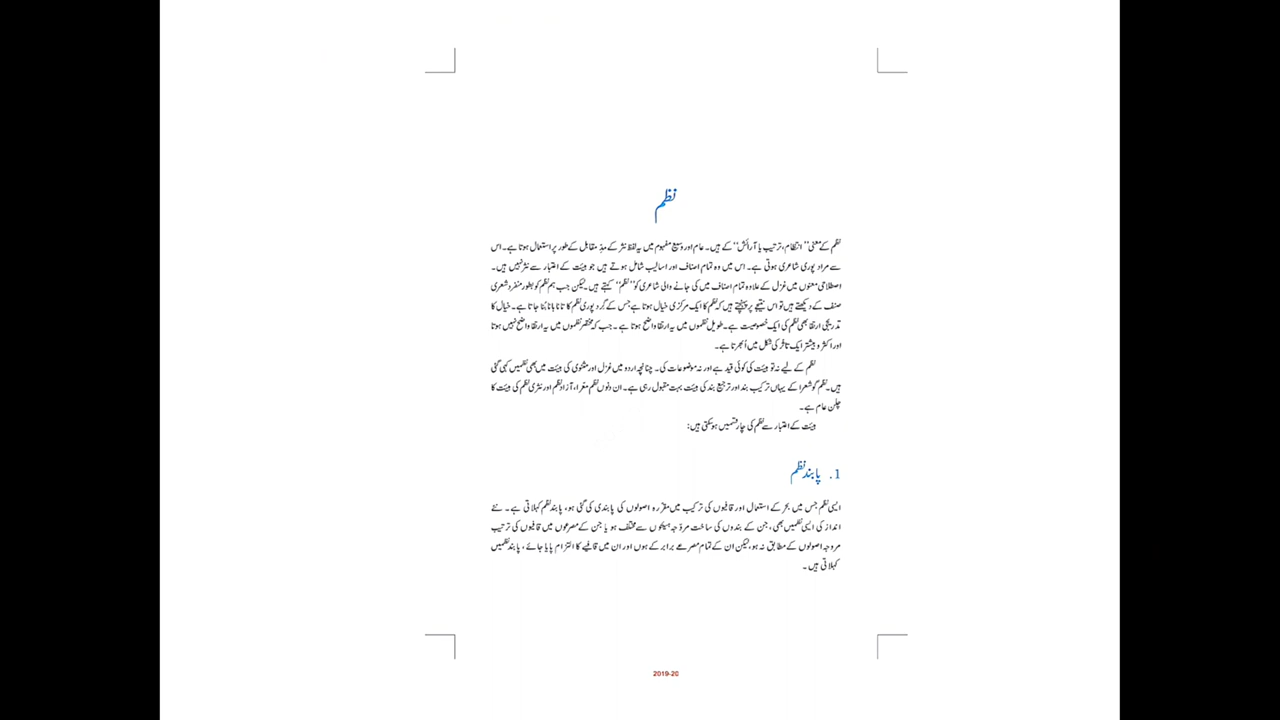 نظم
نظم کے معنی ’’انتظام، ترتیب یا آرائش‘‘ کے ہیں۔ عام اور وسیع مفہوم میں یہ لفظ نثر کے مدِّ مقابل کے طور پر استعمال ہوتا ہے۔ اس
سے مراد پوری شاعری ہوتی ہے۔ اس میں وہ تمام اصناف اور اسالیب شامل ہوتے ہیں جو ہیئت کے اعتبار سے نثر نہیں ہیں۔
اصطلاحی معنوں میں غزل کے علاوہ تمام اصناف میں کی جانے والی شاعری کو ’’نظم‘‘ کہتے ہیں۔ لیکن جب ہم نظم کو بطور منفرد شعری
صنف کے دیکھتے ہیں تو اس نتیجے پر پہنچتے ہیں کہ نظم کا ایک مرکزی خیال ہوتا ہے جس کے گرد پوری نظم کا تانا بانا بُنا جاتا ہے۔ خیال کا
تدریجی ارتقا بھی نظم کی ایک خصوصیت ہے۔ طویل نظموں میں یہ ارتقا واضح ہوتا ہے۔ جب کہ مختصر نظموں میں یہ ارتقا واضح نہیں ہوتا
اور اکثر و بیشتر ایک تاثر کی شکل میں اُبھرتا ہے۔
نظم کے لیے نہ تو ہیئت کی کوئی قید ہے اور نہ موضوعات کی۔ چنانچہ اردو میں غزل اور مثنوی کی ہیئت میں بھی نظمیں کہی گئی
ہیں۔ نظم گو شعرا کے یہاں ترکیب بند اور ترجیع بند کی ہیئت بہت مقبول رہی ہے۔ ان دنوں نظم معرا، آزاد نظم اور نثری نظم کی ہیئت کا
چلن عام ہے۔
ہیئت کے اعتبار سے نظم کی چار قسمیں ہو سکتی ہیں:
1. پابند نظم
ایسی نظم جس میں بحر کے استعمال اور قافیوں کی ترکیب میں مقررہ اصولوں کی پابندی کی گئی ہو، پابند نظم کہلاتی ہے۔ نئے
انداز کی ایسی نظمیں بھی، جن کے بندوں کی ساخت مروّجہ ہیئتوں سے مختلف ہو یا جن کے مصرعوں میں قافیوں کی ترتیب
مروجہ اصولوں کے مطابق نہ ہو، لیکن ان کے تمام مصرعے برابر کے ہوں اور ان میں قافیے کا التزام پایا جائے، پابند نظمیں
کہلاتی ہیں۔
2019-20